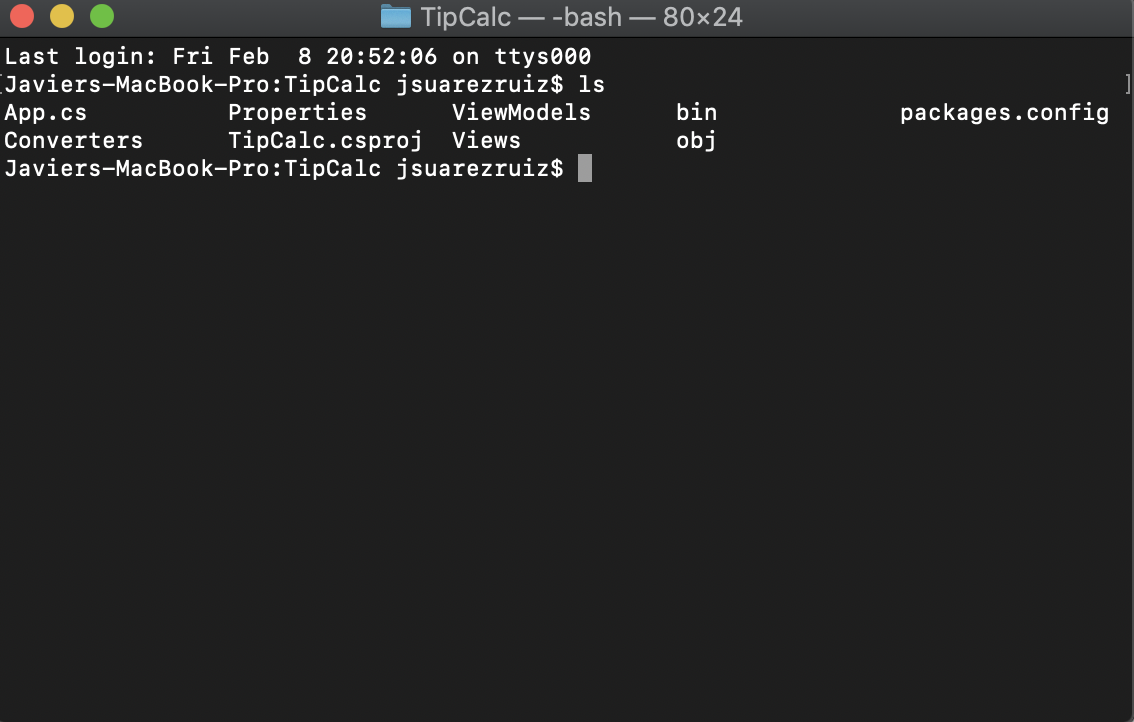 TipCalc — -bash — 80×24
Last login: Fri Feb  8 20:52:06 on ttys000
[Javiers-MacBook-Pro:TipCalc jsuarezruiz$ ls ]
App.cs          Properties      ViewModels      bin             packages.config
Converters      TipCalc.csproj  Views           obj
Javiers-MacBook-Pro:TipCalc jsuarezruiz$